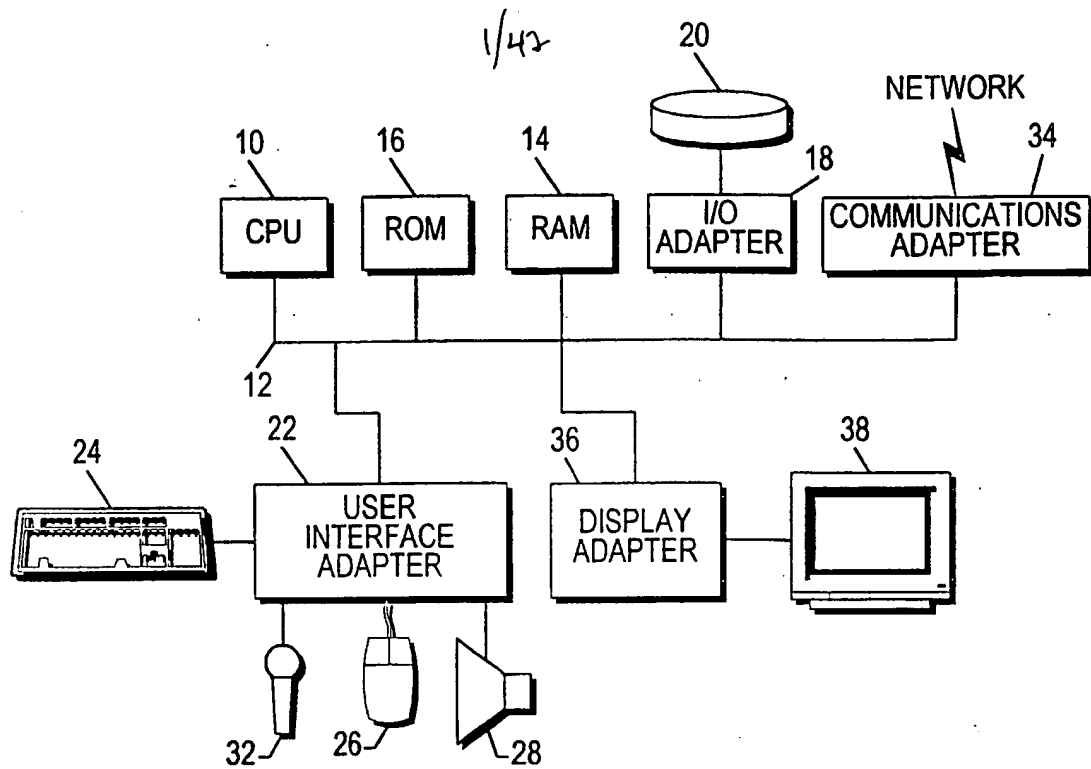 1/42
20
NETWORK
10
16
14
18
34
CPU
ROM
RAM
I/O
ADAPTER
COMMUNICATIONS
ADAPTER
12
24
22
36
38
USER
INTERFACE
ADAPTER
DISPLAY
ADAPTER
32
26
28